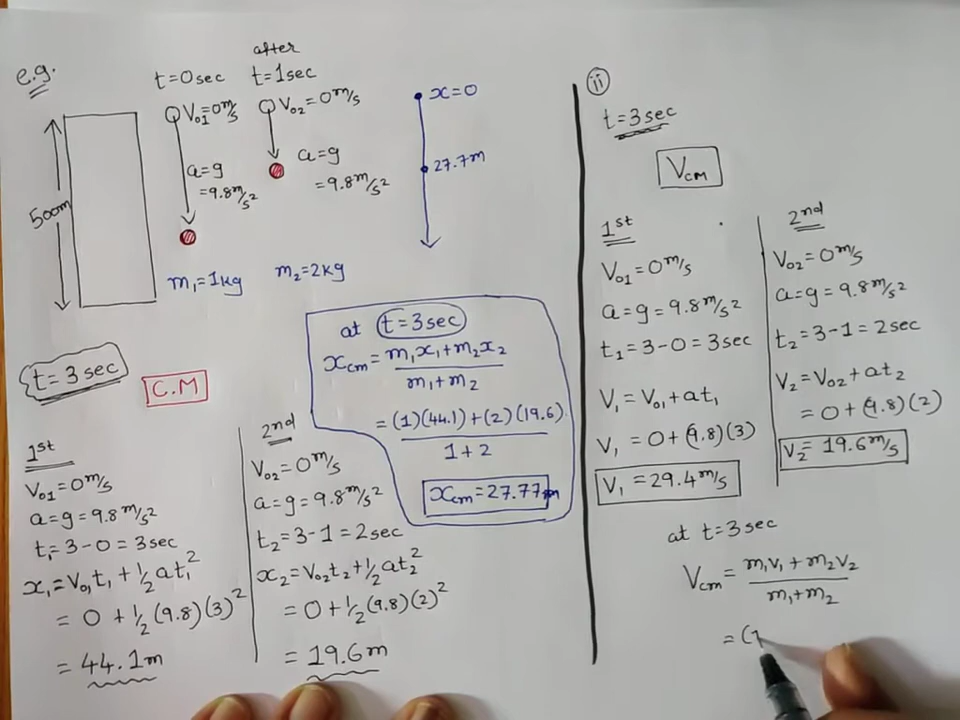 e.g.
500m
t=0sec
V01=0m/s
a=g
=9.8m/s²
m₁=1kg
after
t=1sec
V02=0m/s
a=g
=9.8m/s²
m₂=2kg
x=0
27.7m
t=3sec
C.M
1st
V01=0m/s
a=g=9.8m/s²
t₁=3-0=3sec
x₁=V0₁t₁+½at₁²
=0+½(9.8)(3)²
=44.1m
2nd
V02=0m/s
a=g=9.8m/s²
t₂=3-1=2sec
x₂=V02t₂+½at₂²
=0+½(9.8)(2)²
=19.6m
at t=3sec
xcm=m₁x₁+m₂x₂
m₁+m₂
=(1)(44.1)+(2)(19.6)
1+2
xcm=27.77m
ii
t=3sec
VCM
1st
V01=0m/s
a=g=9.8m/s²
t₁=3-0=3sec
V₁=V01+at₁
V₁=0+(9.8)(3)
V₁=29.4m/s
2nd
V02=0m/s
a=g=9.8m/s²
t₂=3-1=2sec
V₂=V02+at₂
=0+(9.8)(2)
V₂=19.6m/s
at t=3sec
Vcm=m₁v₁+m₂v₂
m₁+m₂
=(